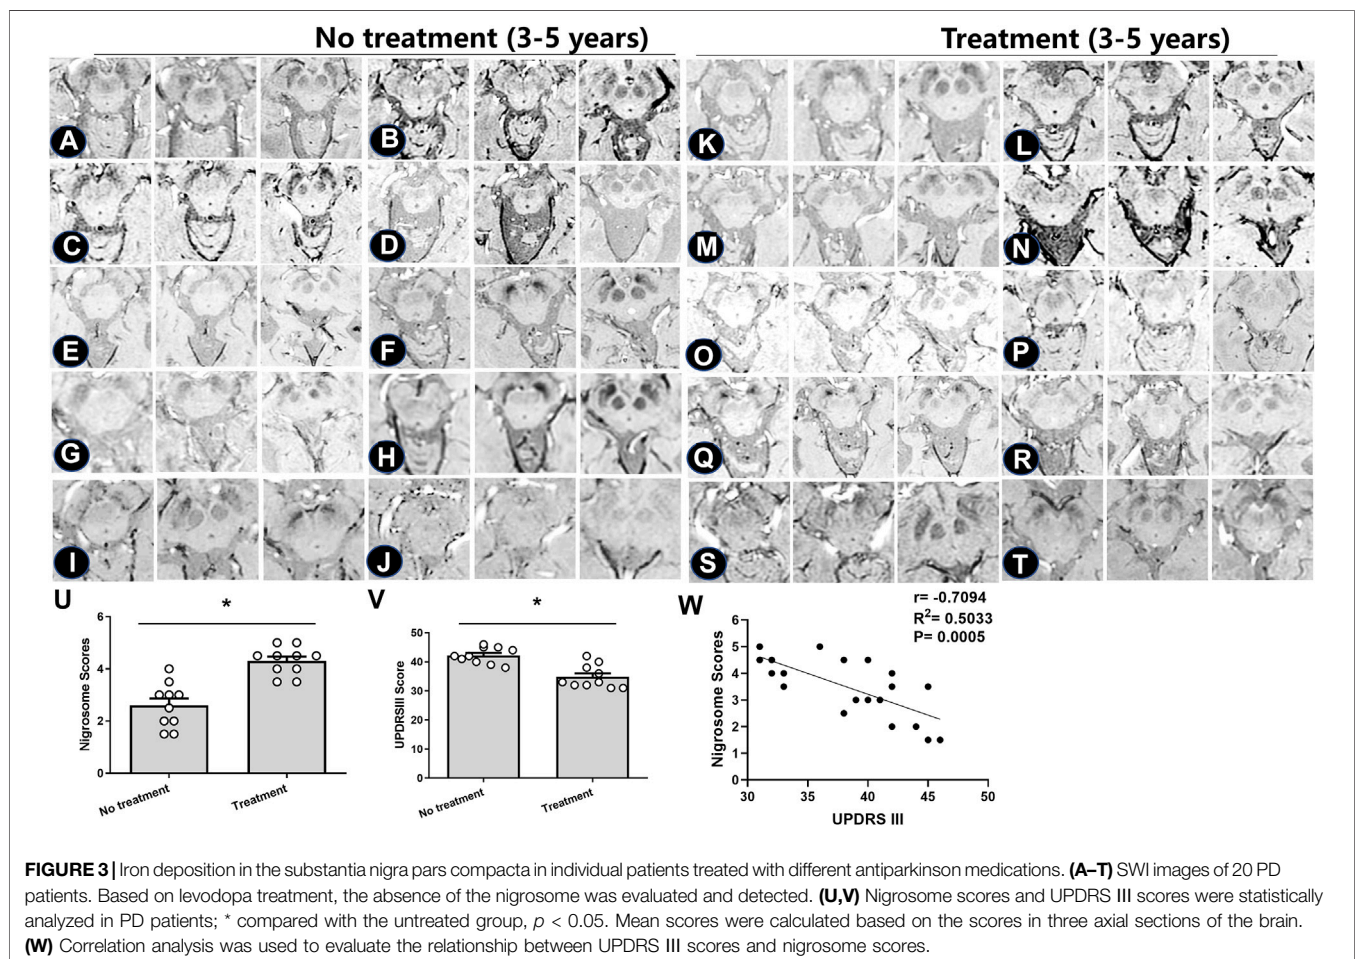 No treatment (3-5 years)
Treatment (3-5 years)
A
B
K
L
C
D
M
N
E
F
O
P
G
H
Q
R
I
J
S
T
U
*
Nigrosome Scores
6
4
2
0
No treatment
Treatment
V
*
UPDRSIII Score
50
40
30
20
10
0
No treatment
Treatment
W
r= -0.7094
R²= 0.5033
P= 0.0005
Nigrosome Scores
6
5
4
3
2
1
0
30 35 40 45 50
UPDRS III
FIGURE 3 | Iron deposition in the substantia nigra pars compacta in individual patients treated with different antiparkinson medications. (A–T) SWI images of 20 PD
patients. Based on levodopa treatment, the absence of the nigrosome was evaluated and detected. (U,V) Nigrosome scores and UPDRS III scores were statistically
analyzed in PD patients; * compared with the untreated group, p < 0.05. Mean scores were calculated based on the scores in three axial sections of the brain.
(W) Correlation analysis was used to evaluate the relationship between UPDRS III scores and nigrosome scores.